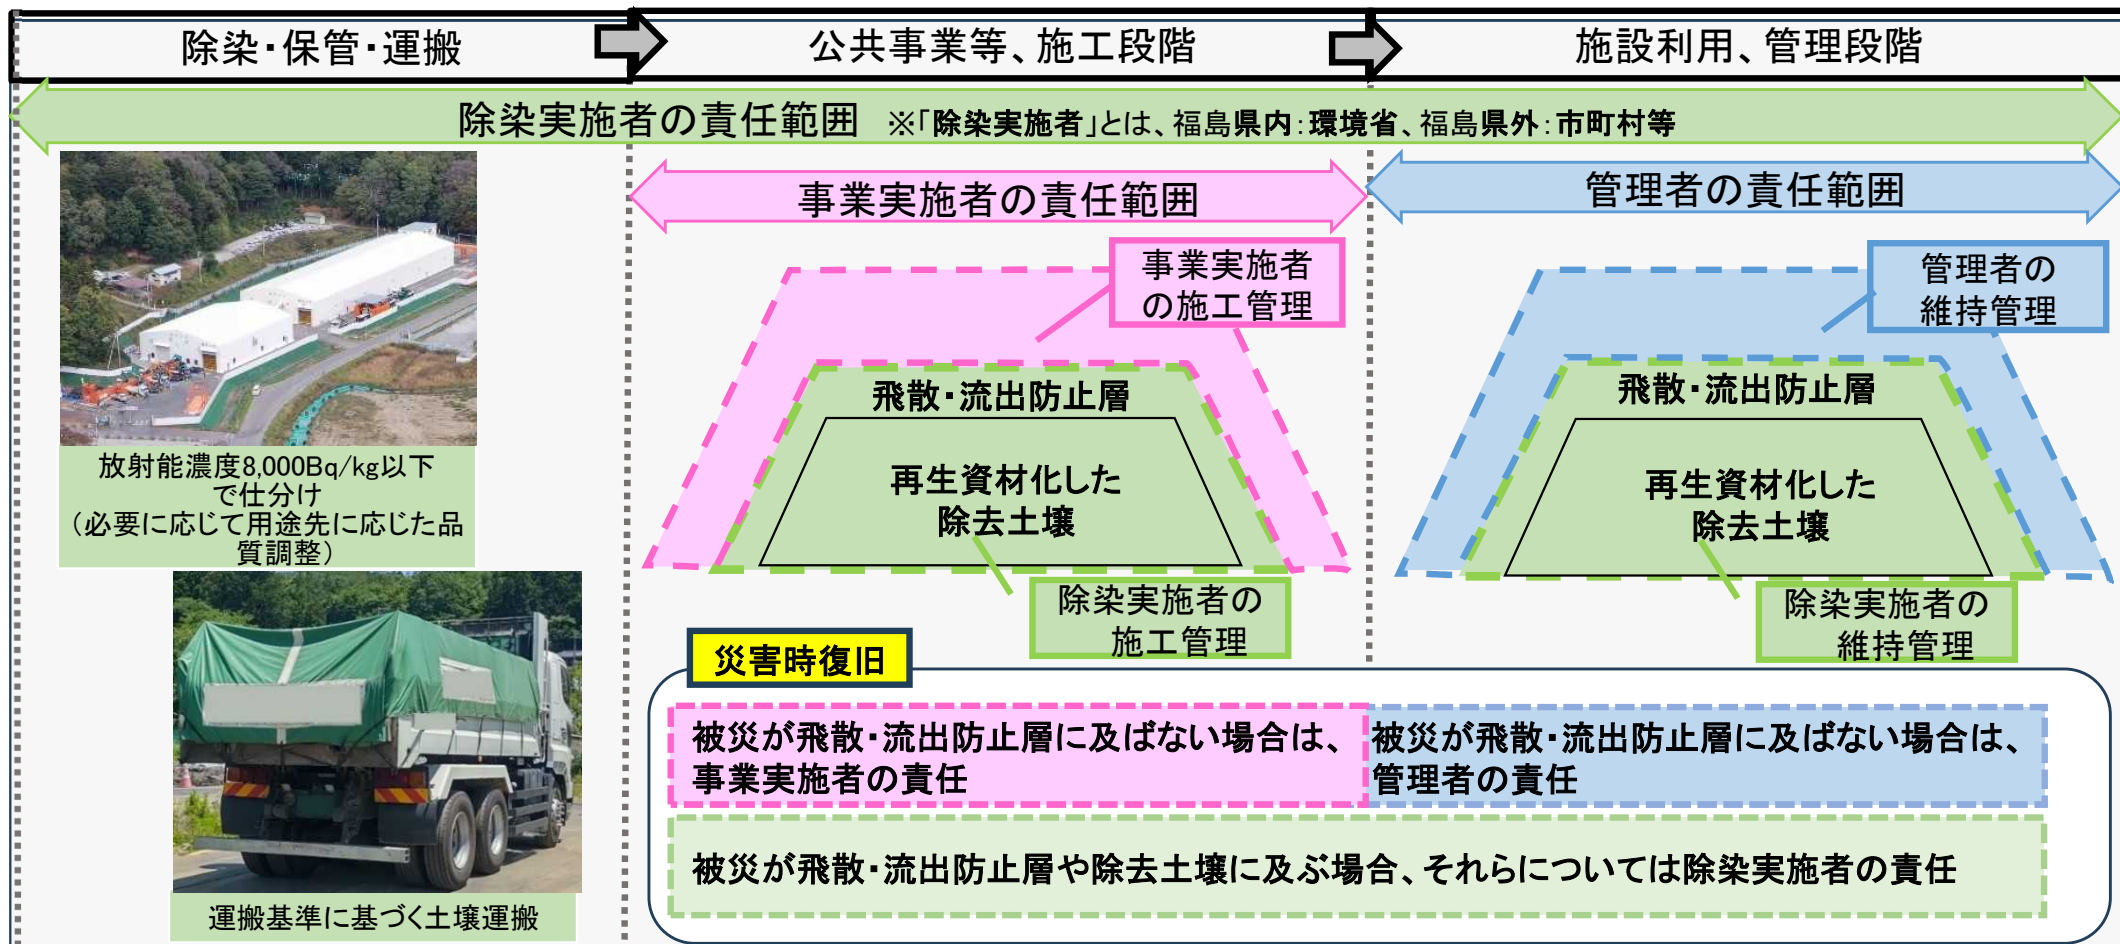 除染・保管・運搬
公共事業等、施工段階
施設利用、管理段階
除染実施者の責任範囲 ※「除染実施者」とは、福島県内：環境省、福島県外：市町村等
事業実施者の責任範囲
管理者の責任範囲
放射能濃度8,000Bq/kg以下
で仕分け
（必要に応じて用途先に応じた品
質調整）
運搬基準に基づく土壌運搬
事業実施者
の施工管理
飛散・流出防止層
再生資材化した
除去土壌
除染実施者の
施工管理
管理者の
維持管理
飛散・流出防止層
再生資材化した
除去土壌
除染実施者の
維持管理
災害時復旧
被災が飛散・流出防止層に及ばない場合は、
事業実施者の責任
被災が飛散・流出防止層に及ばない場合は、
管理者の責任
被災が飛散・流出防止層や除去土壌に及ぶ場合、それらについては除染実施者の責任